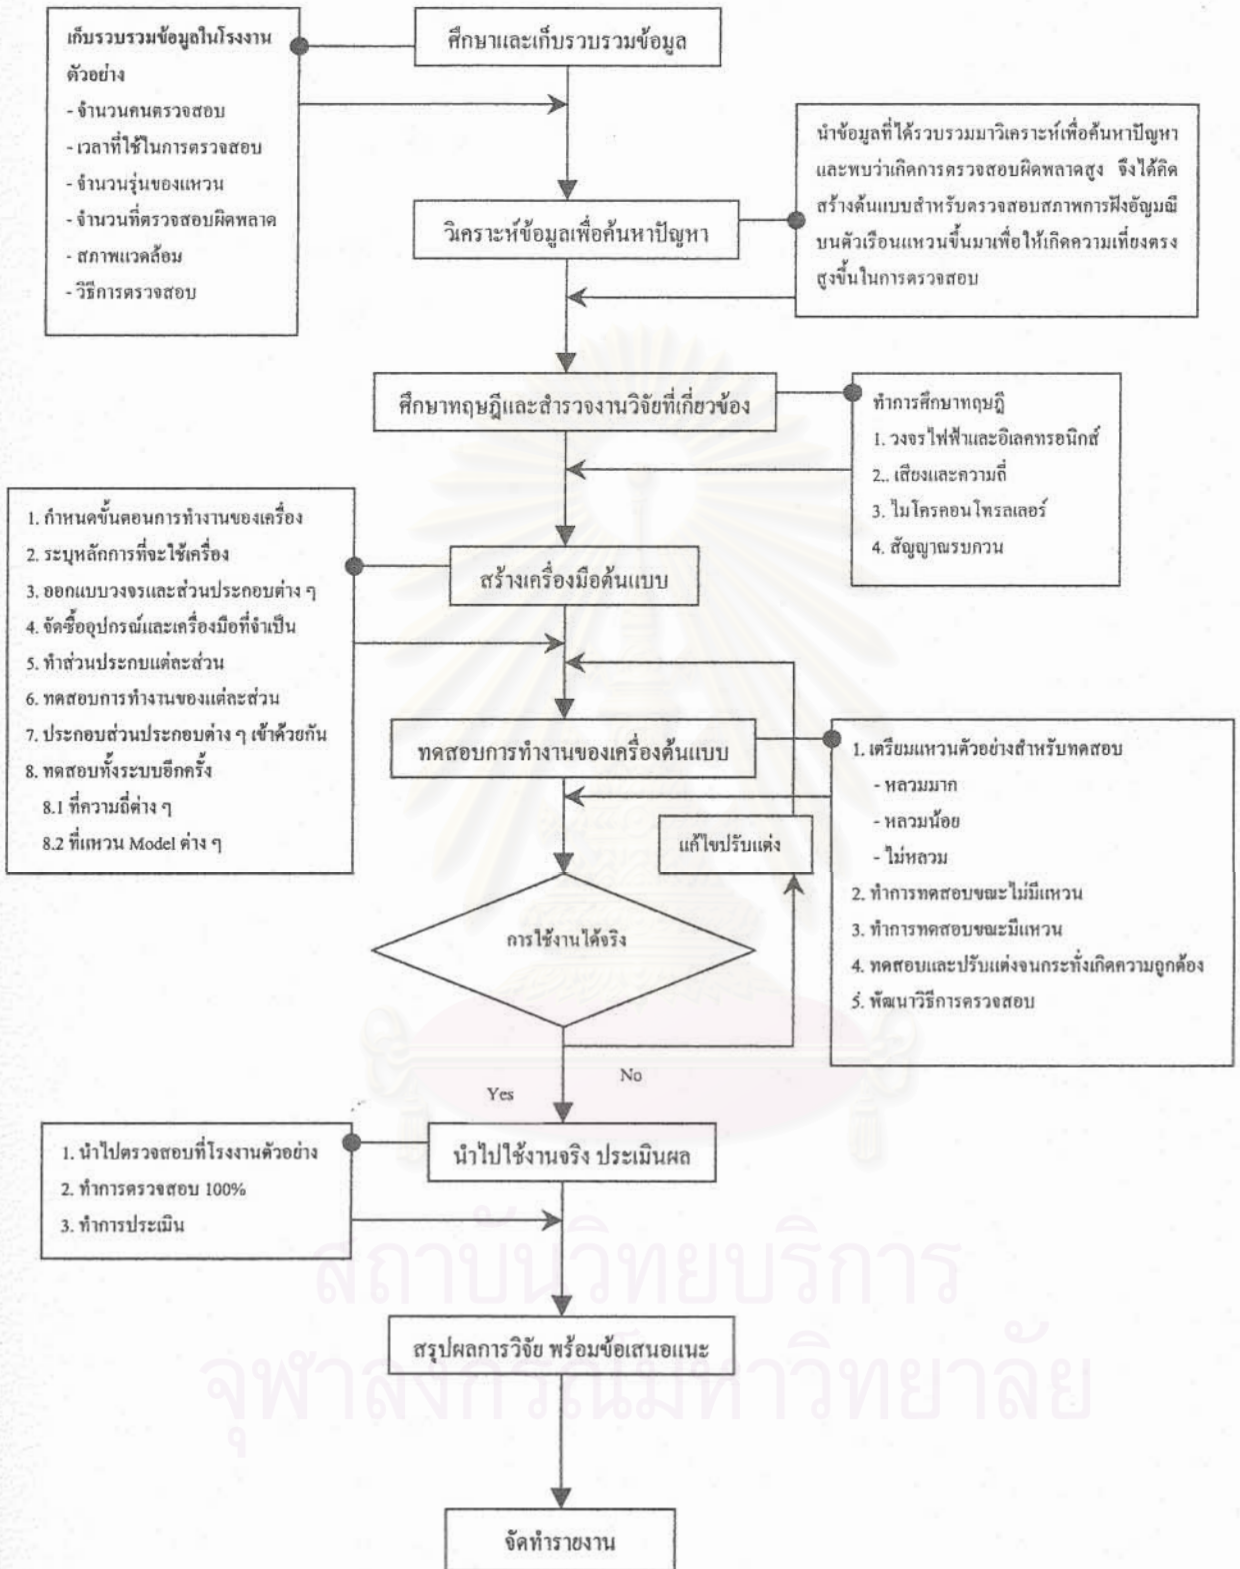 ศึกษาและเก็บรวบรวมข้อมูล
เก็บรวบรวมข้อมูลในโรงงาน
ตัวอย่าง
- จำนวนคนตรวจสอบ
- เวลาที่ใช้ในการตรวจสอบ
- จำนวนรุ่นของแหวน
- จำนวนที่ตรวจสอบผิดพลาด
- สภาพแวดล้อม
- วิธีการตรวจสอบ
นำข้อมูลที่ได้รวบรวมมาวิเคราะห์เพื่อค้นหาปัญหา
และพบว่าเกิดการตรวจสอบผิดพลาดสูง จึงได้คิด
สร้างต้นแบบสำหรับตรวจสอบสภาพการฝังอัญมณี
บนตัวเรือนแหวนขึ้นมาเพื่อให้เกิดความเที่ยงตรง
สูงขึ้นในการตรวจสอบ
วิเคราะห์ข้อมูลเพื่อค้นหาปัญหา
ศึกษาทฤษฎีและสำรวจงานวิจัยที่เกี่ยวข้อง
ทำการศึกษาทฤษฎี
1. วงจรไฟฟ้าและอิเลคทรอนิกส์
2.. เสียงและความถี่
3. ไมโครคอนโทรลเลอร์
4. สัญญาณรบกวน
1. กำหนดขั้นตอนการทำงานของเครื่อง
2. ระบุหลักการที่จะใช้เครื่อง
3. ออกแบบวงจรและส่วนประกอบต่าง ๆ
4. จัดซื้ออุปกรณ์และเครื่องมือที่จำเป็น
5. ทำส่วนประกบแต่ละส่วน
6. ทดสอบการทำงานของแต่ละส่วน
7. ประกอบส่วนประกอบต่าง ๆ เข้าด้วยกัน
8. ทดสอบทั้งระบบอีกครั้ง
8.1 ที่ความถี่ต่าง ๆ
8.2 ที่แหวน Model ต่าง ๆ
สร้างเครื่องมือต้นแบบ
ทดสอบการทำงานของเครื่องต้นแบบ
1. เตรียมแหวนตัวอย่างสำหรับทดสอบ
- หลวมมาก
- หลวมน้อย
- ไม่หลวม
2. ทำการทดสอบขณะไม่มีแหวน
3. ทำการทดสอบขณะมีแหวน
4. ทดสอบและปรับแต่งจนกระทั่งเกิดความถูกต้อง
5. พัฒนาวิธีการตรวจสอบ
แก้ไขปรับแต่ง
การใช้งานได้จริง
No
Yes
1. นำไปตรวจสอบที่โรงงานตัวอย่าง
2. ทำการตรวจสอบ 100%
3. ทำการประเมิน
นำไปใช้งานจริง ประเมินผล
สถาบันวิทยบริการ
สรุปผลการวิจัย พร้อมข้อเสนอแนะ
จุฬาลงกรณ์มหาวิทยาลัย
จัดทำรายงาน